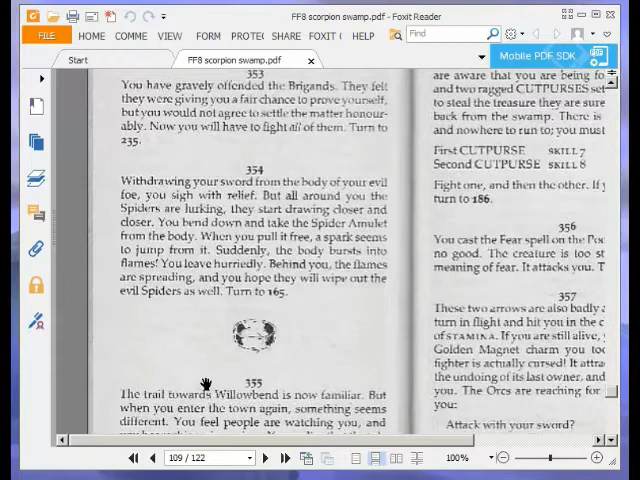 FF8 scorpion swamp.pdf - Foxit Reader
FILE HOME COMME VIEW FORM PROTEC SHARE FOXIT HELP Find
Start FF8 scorpion swamp.pdf Mobile PDF SDK
353
You have gravely offended the Brigands. They felt
they were giving you a fair chance to prove yourself,
but you would not agree to settle the matter honour-
ably. Now you will have to fight all of them. Turn to
235.
354
Withdrawing your sword from the body of your evil
foe, you sigh with relief. But all around you the
Spiders are lurking, they start drawing closer and
closer. You bend down and take the Spider Amulet
from the body. When you pull it free, a spark seems
to jump from it. Suddenly, the body bursts into
flames! You leave hurriedly. Behind you, the flames
are spreading, and you hope they will wipe out the
evil Spiders as well. Turn to 165.
355
The trail towards Willowbend is now familiar. But
when you enter the town again, something seems
different. You feel people are watching you, and
are aware that you are being fo
and two ragged CUTPURSES set
to steal the treasure they are sure
back from the swamp. There is
and nowhere to run to; you must
First CUTPURSE SKILL 7
Second CUTPURSE SKILL 8
Fight one, and then the other. If y
turn to 186.
356
You cast the Fear spell on the Poo
no good. The creature is too st
meaning of fear. It attacks you. T
357
These two arrows are also badly a
turn in flight and hit you in the c
of STAMINA. If you are still alive, y
Golden Magnet charm you too
fighter is actually cursed! It attra
the undoing of its last owner, and
you. The Orcs are reaching for
you:
Attack with your sword?
109 / 122 100%